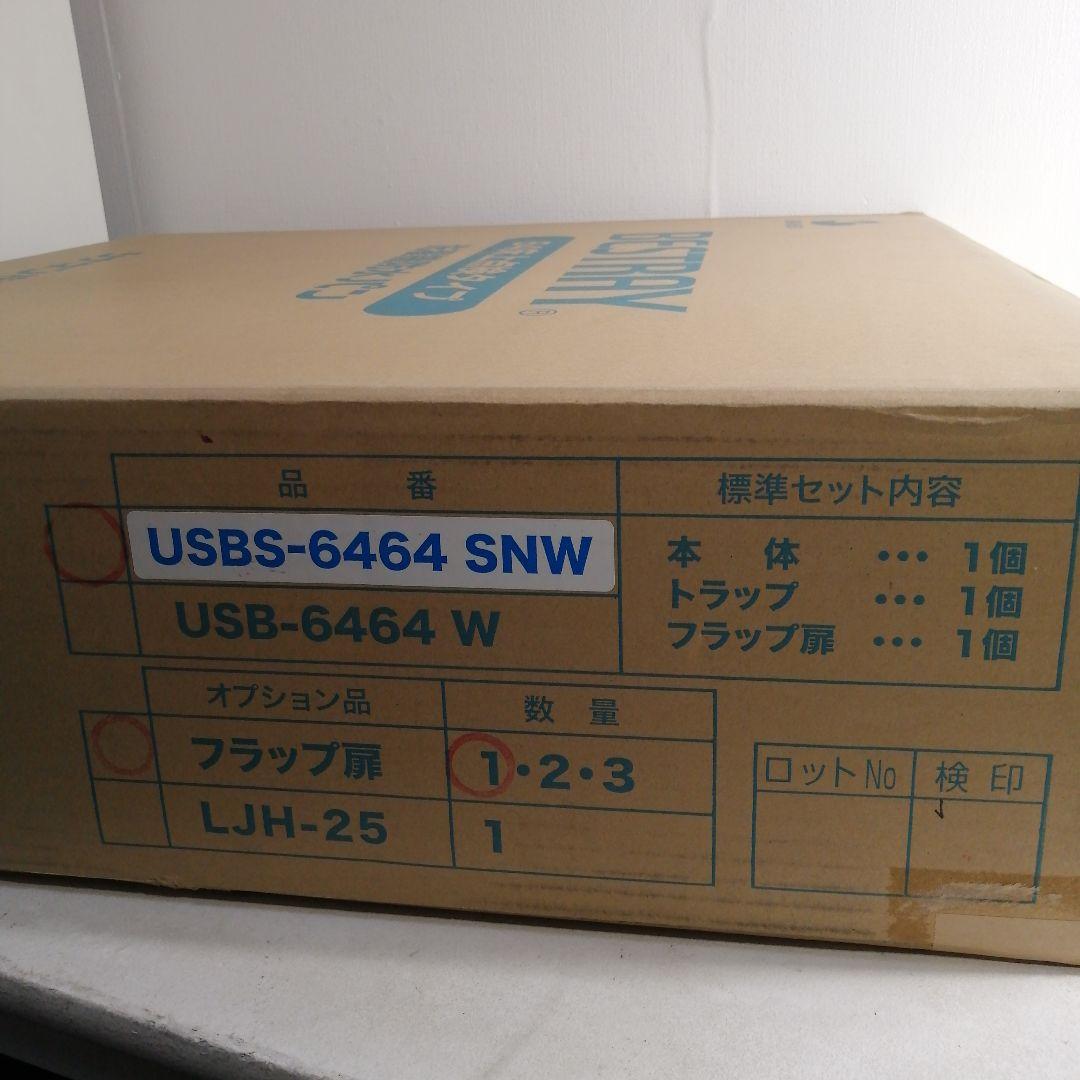 BESTRAY
®
品番 標準セット内容
USBS-6464 SNW
USB-6464 W
本体 ・・・ 1個
トラップ ・・・ 1個
フラップ扉 ・・・ 1個
オプション品 数量
フラップ扉 1・2・3
LJH-25 1
ロットNo 検印